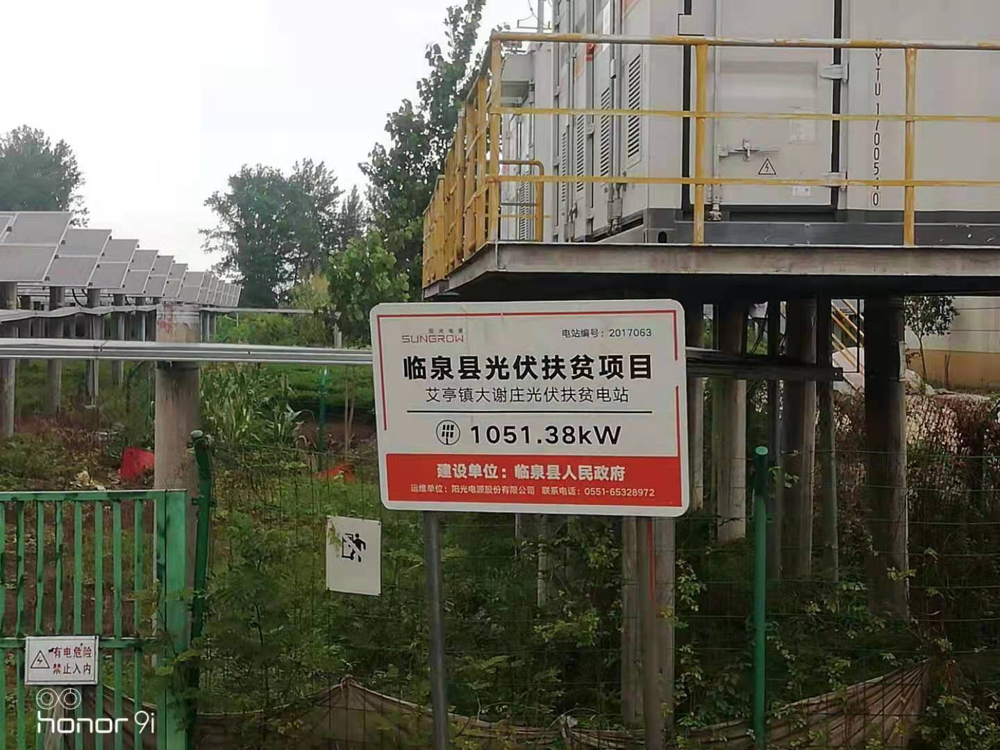 HYTU 1700510
阳光电源
SUNGROW
电站编号：2017063
临泉县光伏扶贫项目
艾亭镇大谢庄光伏扶贫电站
1051.38kW
建设单位：临泉县人民政府
运维单位：阳光电源股份有限公司 联系电话：0551-65328972
有电危险
禁止入内
honor 9i